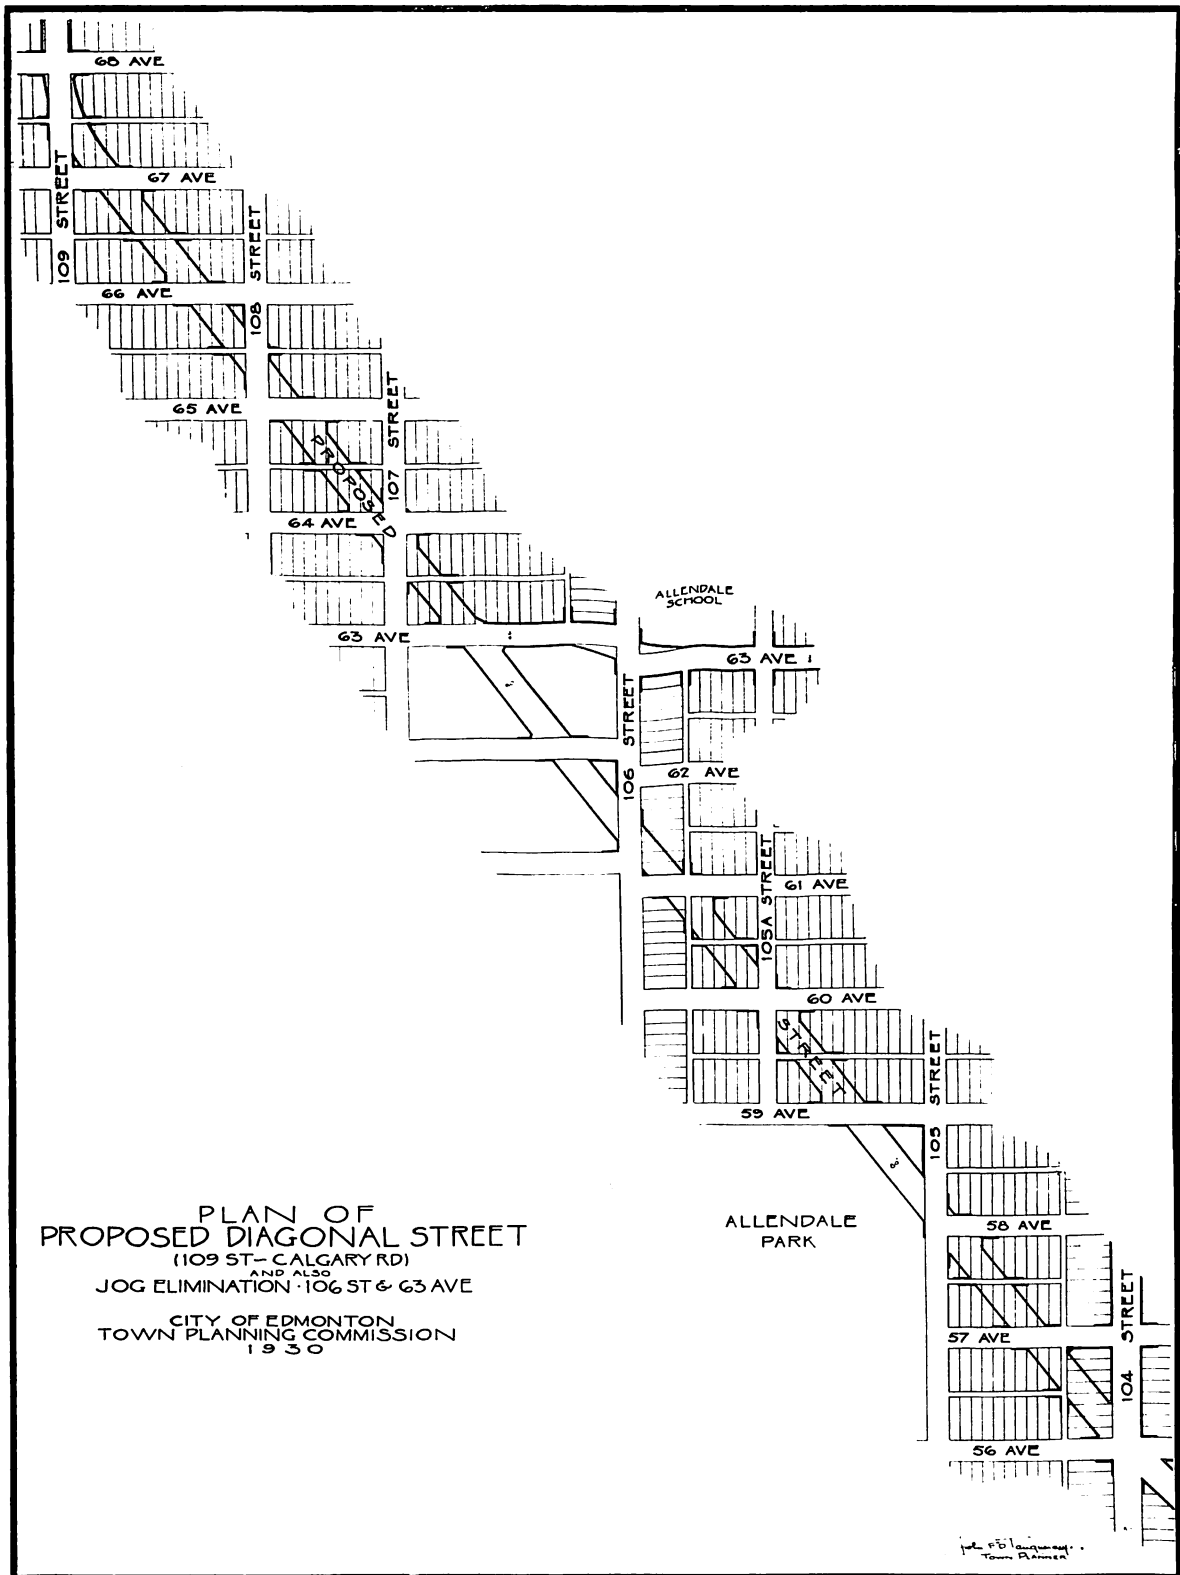 68 AVE
67 AVE
109 STREET
66 AVE
108 STREET
65 AVE
107 STREET
PROPOSED
64 AVE
ALLENDALE
SCHOOL
63 AVE
63 AVE
106 STREET
62 AVE
61 AVE
105A STREET
60 AVE
STREET
59 AVE
105 STREET
ALLENDALE
PARK
58 AVE
57 AVE
104 STREET
56 AVE
PLAN OF
PROPOSED DIAGONAL STREET
(109 ST - CALGARY RD)
AND ALSO
JOG ELIMINATION · 106 ST & 63 AVE
CITY OF EDMONTON
TOWN PLANNING COMMISSION
1930
TOWN PLANNER